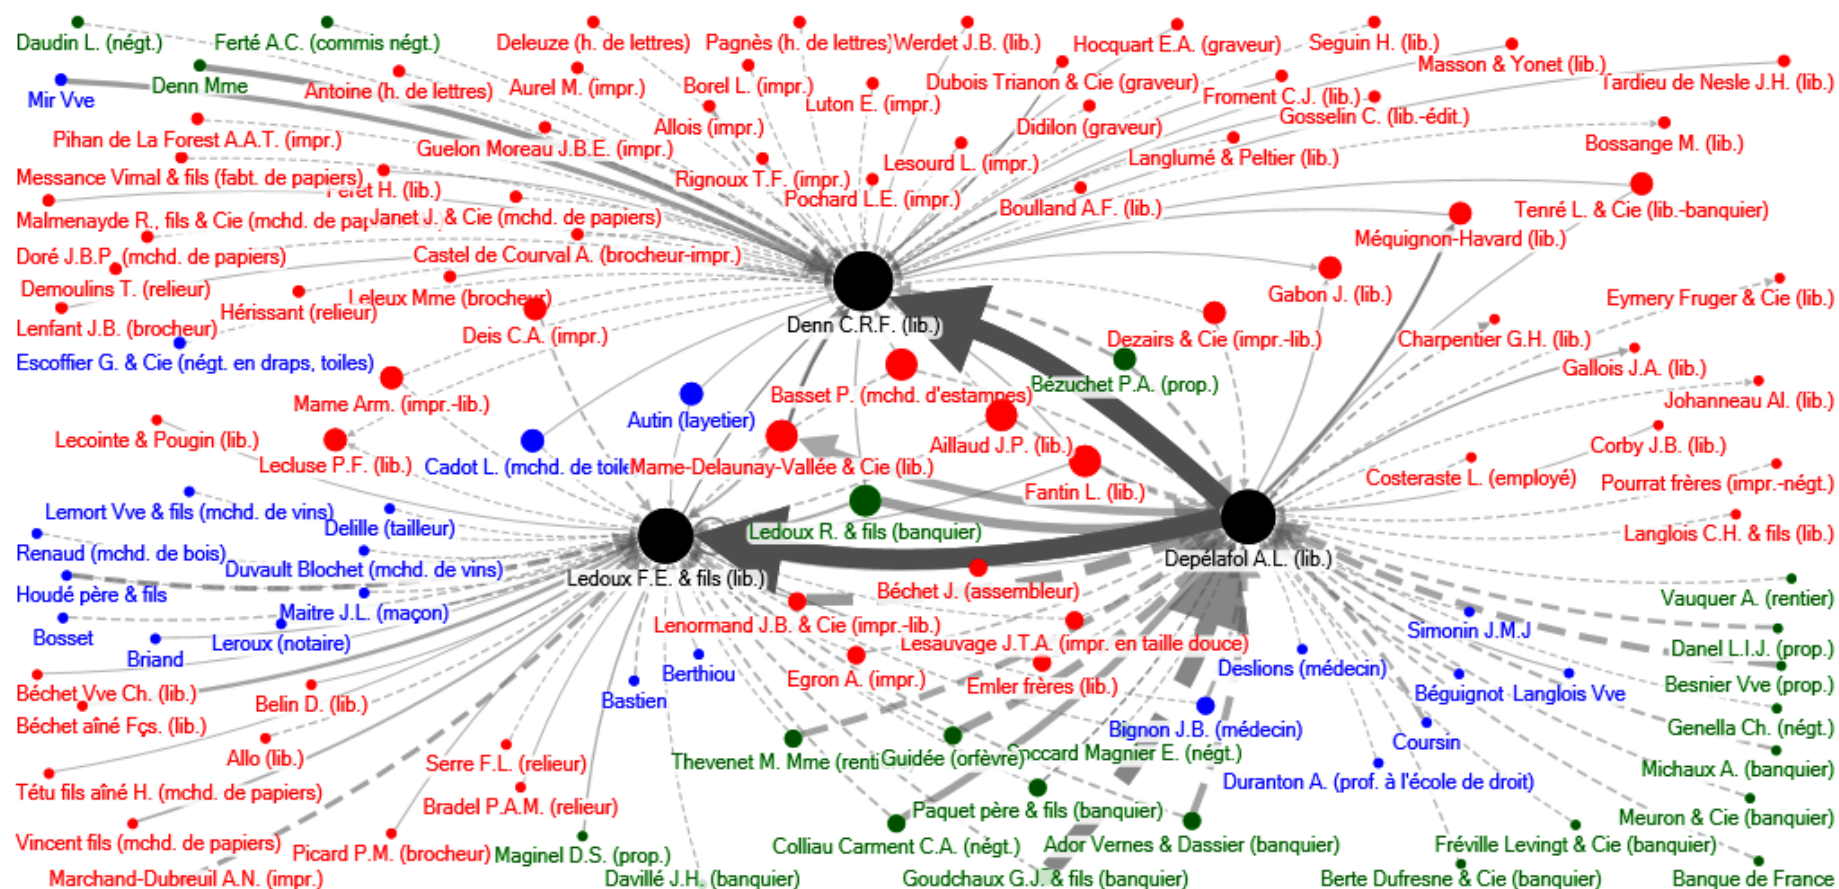 Daudin L. (négt.)
Ferté A.C. (commis négt.)
Deleuze (h. de lettres)
Pagnès (h. de lettres)
Werdet J.B. (lib.)
Hocquart E.A. (graveur)
Seguin H. (lib.)
Masson & Yonet (lib.)
Tardieu de Nesle J.H. (lib.)
Mir Vve
Denn Mme
Antoine (h. de lettres)
Aurel M. (impr.)
Borel L. (impr.)
Luton E. (impr.)
Dubois Trianon & Cie (graveur)
Froment C.J. (lib.)
Gosselin C. (lib.-édit.)
Pihan de La Forest A.A.T. (impr.)
Guelon Moreau J.B.E. (impr.)
Allois (impr.)
Didilon (graveur)
Lesourd L. (impr.)
Langlumé & Peltier (lib.)
Bossange M. (lib.)
Messance Vimal & fils (fabt. de papiers)
Feret H. (lib.)
Rignoux T.F. (impr.)
Pochard L.E. (impr.)
Boulland A.F. (lib.)
Tenré L. & Cie (lib.-banquier)
Malmenayde R., fils & Cie (mchd. de
Janet J. & Cie (mchd. de papiers)
Méquignon-Havard (lib.)
Doré J.B.P. (mchd. de papiers)
Castel de Courval A. (brocheur-impr.)
Demoulins T. (relieur)
Hérissant (relieur)
Leleux Mme (brocheur)
Gabon J. (lib.)
Eymery Fruger & Cie (lib.)
Lenfant J.B. (brocheur)
Deis C.A. (impr.)
Denn C.R.F. (lib.)
Dezairs & Cie (impr.-lib.)
Charpentier G.H. (lib.)
Escoffier G. & Cie (négt. en draps, toiles)
Gallois J.A. (lib.)
Mame Arm. (impr.-lib.)
Autin (layetier)
Basset P. (mchd. d'estampes)
Bézuchet P.A. (prop.)
Johanneau Al. (lib.)
Lecointe & Pougin (lib.)
Lecluse P.F. (lib.)
Cadot L. (mchd. de
Mame-Delaunay-Vallée & Cie (lib.)
Aillaud J.P. (lib.)
Corby J.B. (lib.)
Fantin L. (lib.)
Costeraste L. (employé)
Pourrat frères (impr.-négt.)
Lemort Vve & fils (mchd. de vins)
Delille (tailleur)
Ledoux R. & fils (banquier)
Langlois C.H. & fils (lib.)
Renaud (mchd. de bois)
Duvault Blochet (mchd. de vins)
Ledoux F.E. & fils (lib.)
Depélafol A.L. (lib.)
Houdé père & fils
Maitre J.L. (maçon)
Béchet J. (assembleur)
Vauquer A. (rentier)
Bosset
Leroux (notaire)
Lenormand J.B. & Cie (impr.-lib.)
Lesauvage J.T.A. (impr. en taille douce)
Simonin J.M.J
Danel L.I.J. (prop.)
Briand
Berthiou
Egron A. (impr.)
Emler frères (lib.)
Deslions (médecin)
Besnier Vve (prop.)
Béchet Vve Ch. (lib.)
Belin D. (lib.)
Bastien
Béguignot
Langlois Vve
Béchet aîné Fçs. (lib.)
Bignon J.B. (médecin)
Genella Ch. (négt.)
Coursin
Allo (lib.)
Serre F.L. (relieur)
Thevenet M. Mme
Guidée (orfèvre)
Magnier E. (négt.)
Michaux A. (banquier)
Têtu fils aîné H. (mchd. de papiers)
Bradel P.A.M. (relieur)
Paquet père & fils (banquier)
Duranton A. (prof. à l'école de droit)
Meuron & Cie (banquier)
Vincent fils (mchd. de papiers)
Picard P.M. (brocheur)
Maginel D.S. (prop.)
Colliau Carment C.A. (négt.)
Ador Vernes & Dassier (banquier)
Fréville Levingt & Cie (banquier)
Marchand-Dubreuil A.N. (impr.)
Davillé J.H. (banquier)
Goudchaux G.J. & fils (banquier)
Berte Dufresne & Cie (banquier)
Banque de France